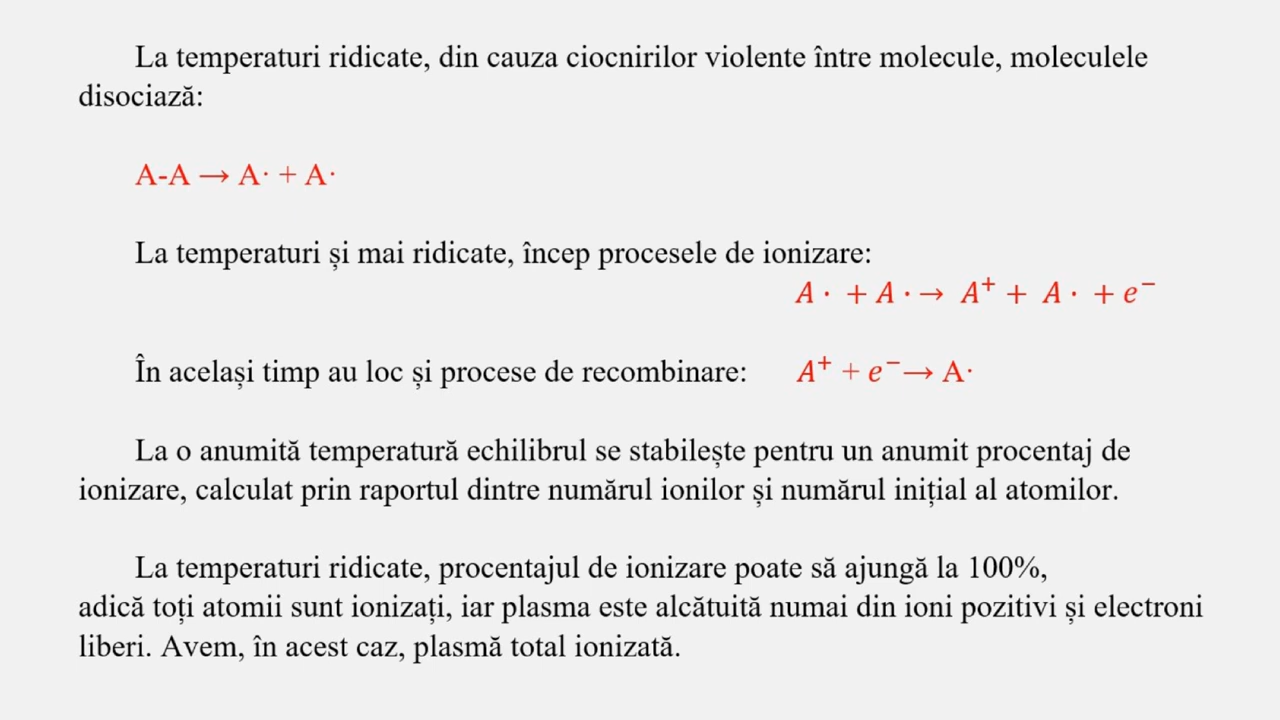 La temperaturi ridicate, din cauza ciocnirilor violente între molecule, moleculele
disociază:
A-A → A· + A·
La temperaturi și mai ridicate, încep procesele de ionizare:
A · + A · → A⁺ + A · + e⁻
În același timp au loc și procese de recombinare: A⁺ + e⁻ → A·
La o anumită temperatură echilibrul se stabilește pentru un anumit procentaj de
ionizare, calculat prin raportul dintre numărul ionilor și numărul inițial al atomilor.
La temperaturi ridicate, procentajul de ionizare poate să ajungă la 100%,
adică toți atomii sunt ionizați, iar plasma este alcătuită numai din ioni pozitivi și electroni
liberi. Avem, în acest caz, plasmă total ionizată.